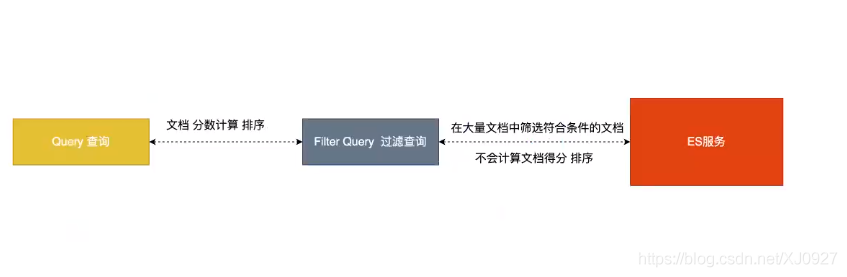 Query 查询
文档 分数计算 排序
Filter Query 过滤查询
在大量文档中筛选符合条件的文档
不会计算文档得分 排序
ES服务
https://blog.csdn.net/XJ0927